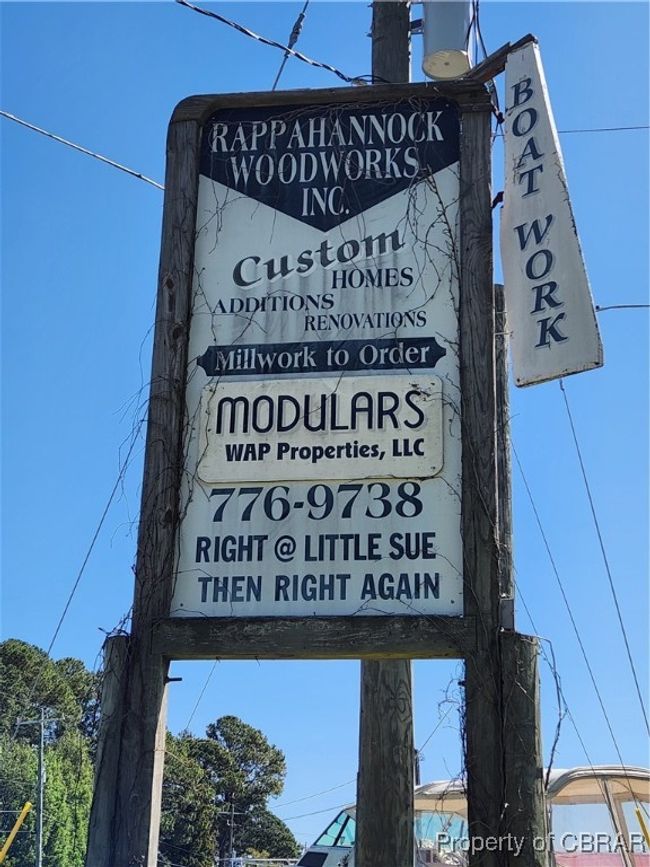 RAPPAHANNOCK
WOODWORKS
INC.
Custom
HOMES
ADDITIONS
RENOVATIONS
Millwork to Order
MODULARS
WAP Properties, LLC
776-9738
RIGHT @ LITTLE SUE
THEN RIGHT AGAIN
BOAT WORK
Property of CBRAR